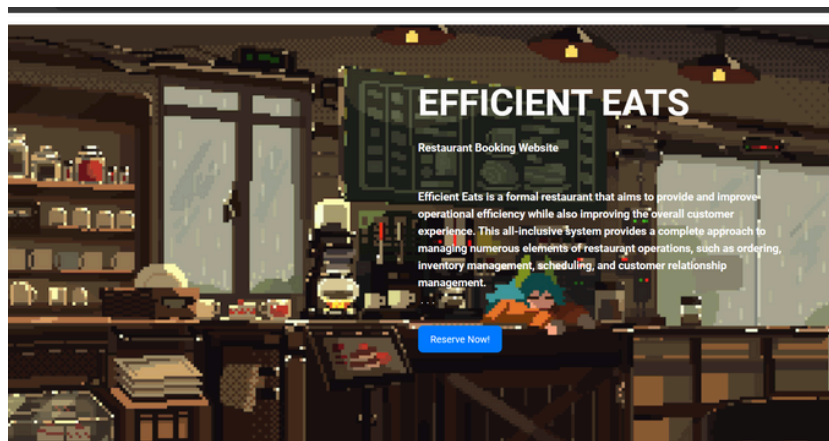 EFFICIENT EATS
Restaurant Booking Website
Efficient Eats is a formal restaurant that aims to provide and improve
operational efficiency while also improving the overall customer
experience. This all-inclusive system provides a complete approach to
managing numerous elements of restaurant operations, such as ordering,
inventory management, scheduling, and customer relationship
management.
Reserve Now!